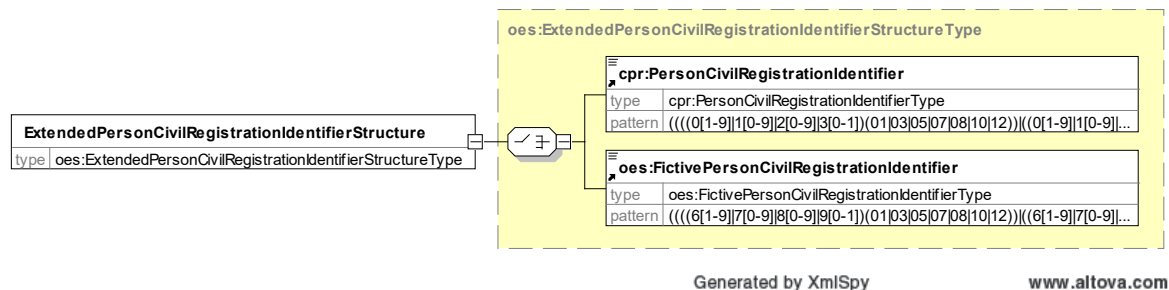 oes:ExtendedPersonCivilRegistrationIdentifierStructureType
cpr:PersonCivilRegistrationIdentifier
type cpr:PersonCivilRegistrationIdentifierType
pattern ((((0[1-9]|1[0-9]|2[0-9]|3[0-1])(01|03|05|07|08|10|12))|((0[1-9]|1[0-9]|...
ExtendedPersonCivilRegistrationIdentifierStructure
type oes:ExtendedPersonCivilRegistrationIdentifierStructureType
oes:FictivePersonCivilRegistrationIdentifier
type oes:FictivePersonCivilRegistrationIdentifierType
pattern ((((6[1-9]|7[0-9]|8[0-9]|9[0-1])(01|03|05|07|08|10|12))|((6[1-9]|7[0-9]|...
Generated by XmlSpy www.altova.com